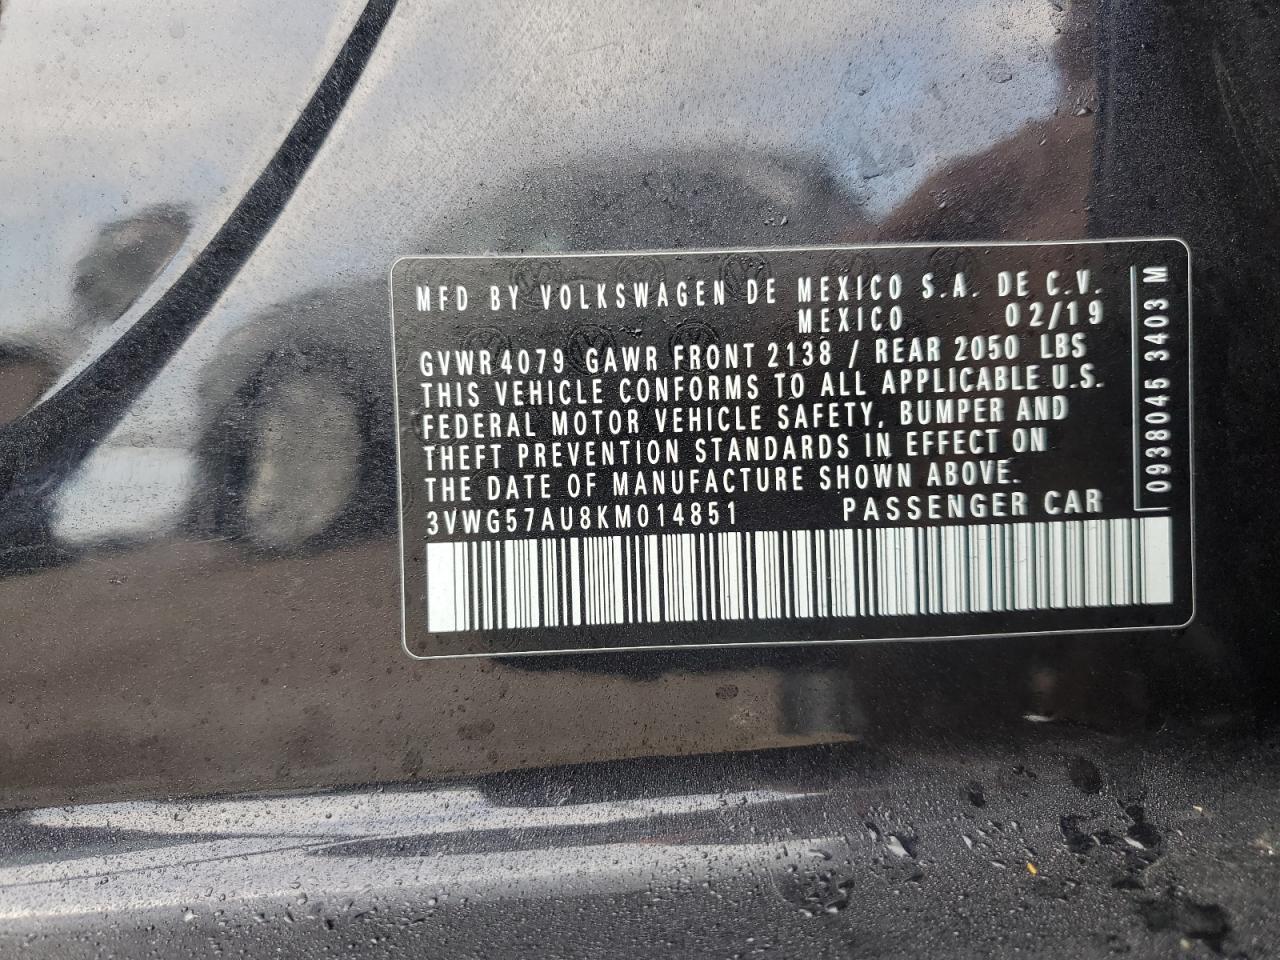 MFD BY VOLKSWAGEN DE MEXICO S.A. DE C.V.
MEXICO 02/19
GVWR 4079 GAWR FRONT 2138 / REAR 2050 LBS
THIS VEHICLE CONFORMS TO ALL APPLICABLE U.S.
FEDERAL MOTOR VEHICLE SAFETY, BUMPER AND
THEFT PREVENTION STANDARDS IN EFFECT ON
THE DATE OF MANUFACTURE SHOWN ABOVE.
3VWG57AU8KM014851 PASSENGER CAR
0938045 3403 M